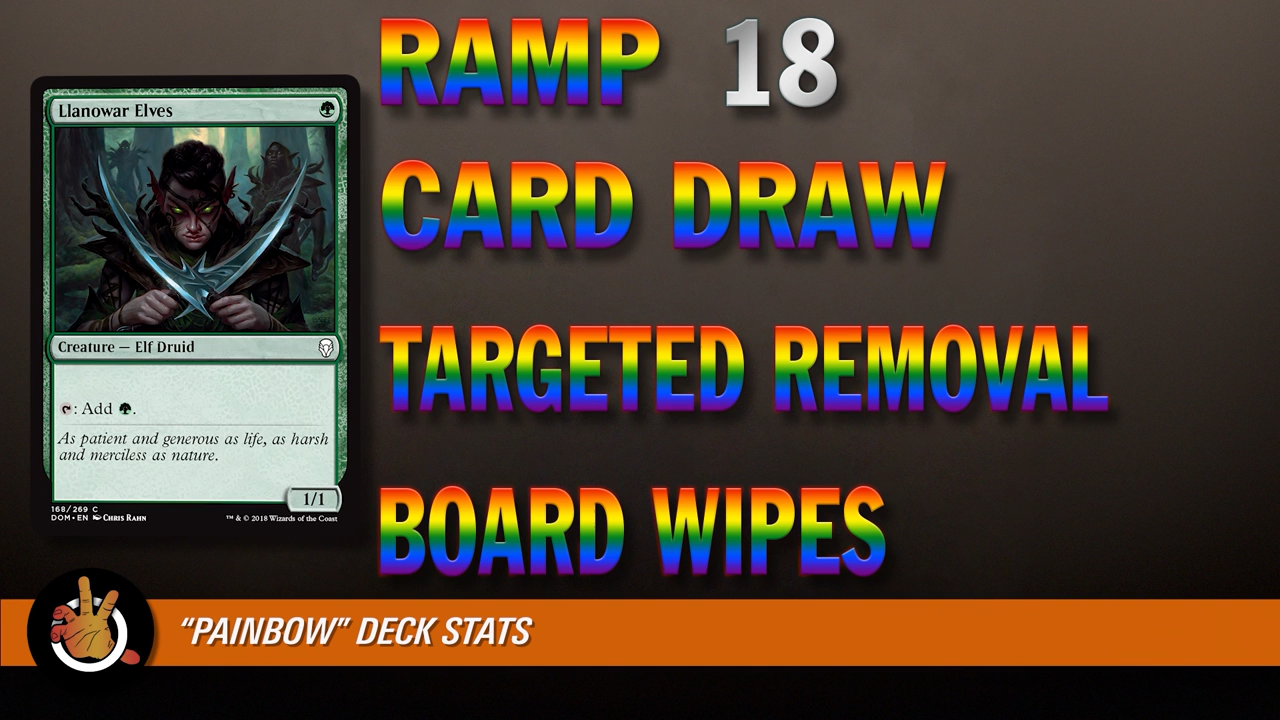 RAMP 18
CARD DRAW
TARGETED REMOVAL
BOARD WIPES
Llanowar Elves
Creature — Elf Druid
: Add .
As patient and generous as life, as harsh
and merciless as nature.
1/1
168/269 C
DOM • EN Chris Rahn
™ & © 2018 Wizards of the Coast
“PAINBOW” DECK STATS